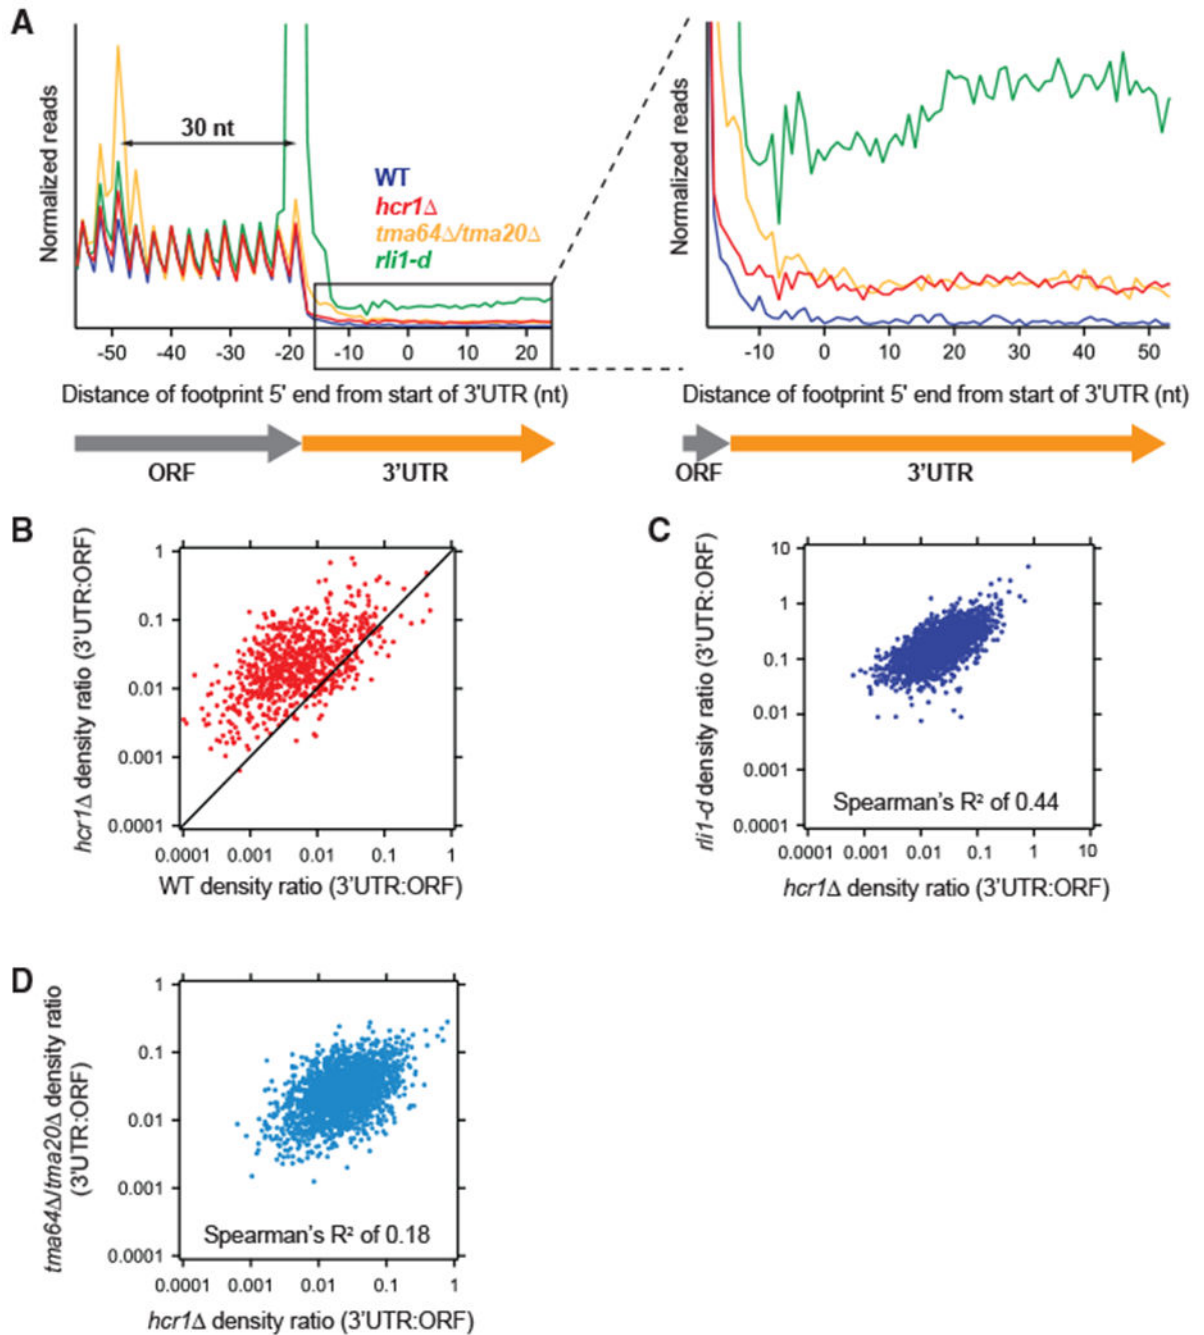 A
Normalized reads
30 nt
WT
hcr1Δ
tma64Δ/tma20Δ
rli1-d
-50 -40 -30 -20 -10 0 10 20
Distance of footprint 5' end from start of 3'UTR (nt)
ORF 3'UTR
Normalized reads
-10 0 10 20 30 40 50
Distance of footprint 5' end from start of 3'UTR (nt)
ORF 3'UTR
B
hcr1Δ density ratio (3'UTR:ORF)
1
0.1
0.01
0.001
0.0001
0.0001 0.001 0.01 0.1 1
WT density ratio (3'UTR:ORF)
C
rli1-d density ratio (3'UTR:ORF)
10
1
0.1
0.01
0.001
0.0001
Spearman's R² of 0.44
0.0001 0.001 0.01 0.1 1 10
hcr1Δ density ratio (3'UTR:ORF)
D
tma64Δ/tma20Δ density ratio
(3'UTR:ORF)
1
0.1
0.01
0.001
0.0001
Spearman's R² of 0.18
0.0001 0.001 0.01 0.1 1
hcr1Δ density ratio (3'UTR:ORF)